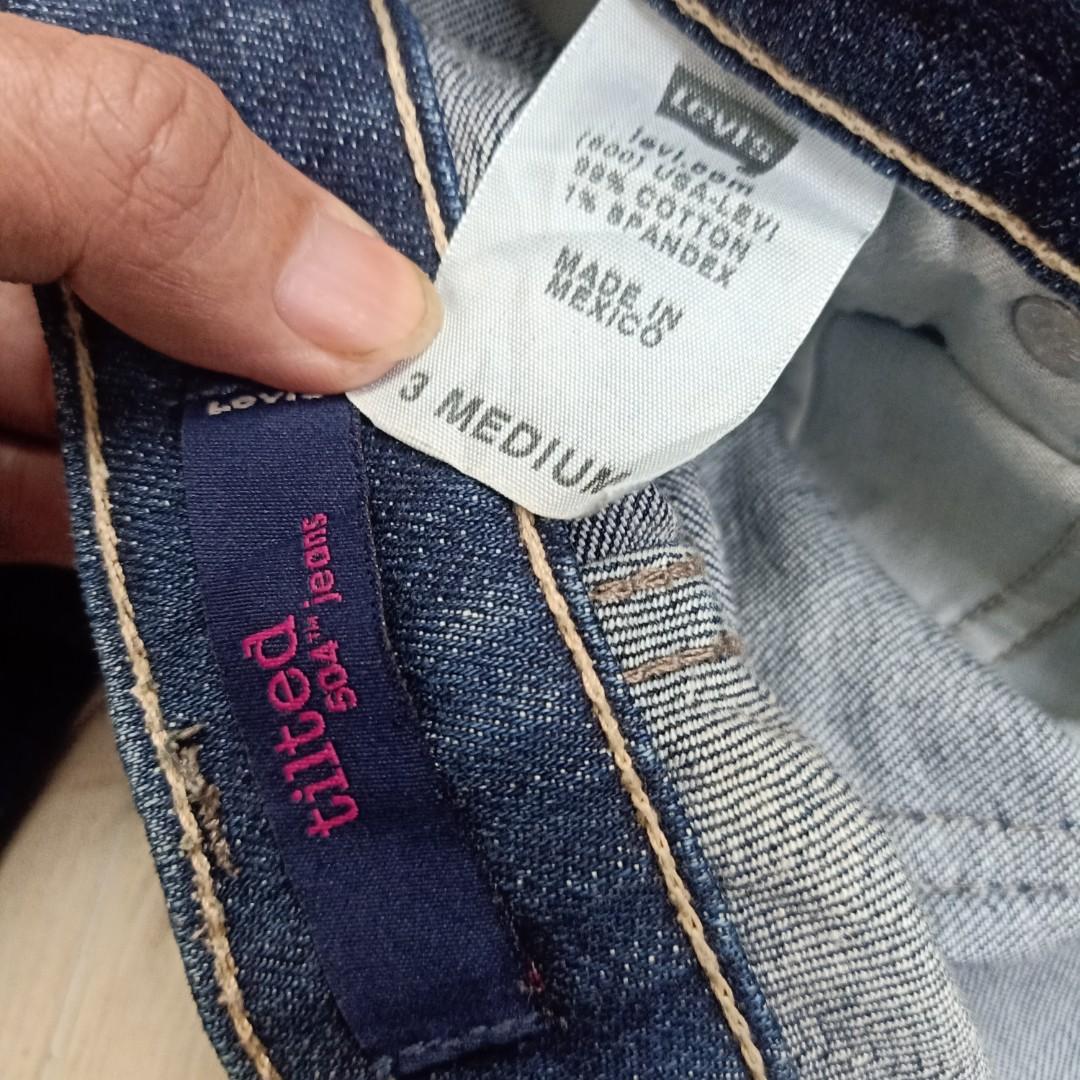 Levi's
levi.com
(800) USA-LEVI
99% COTTON
1% SPANDEX
MADE IN
MEXICO
3 MEDIUM
tilted
504™ jeans